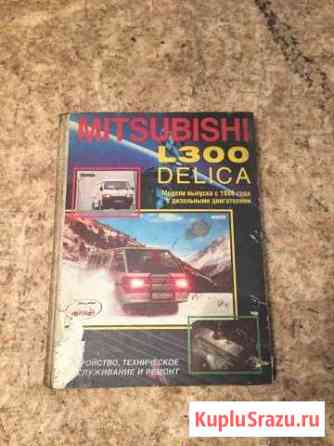 MITSUBISHI
L300
DELICA
Модели выпуска с 1986 года
с дизельными двигателями
УСТРОЙСТВО, ТЕХНИЧЕСКОЕ
ОБСЛУЖИВАНИЕ И РЕМОНТ
KupluSrazu.ru